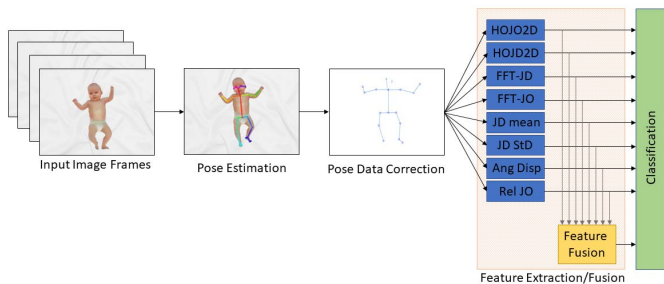 HOJO2D
HOJD2D
FFT-JD
FFT-JO
JD mean
JD StD
Ang Disp
Rel JO
Feature
Fusion
Classification
Input Image Frames
Pose Estimation
Pose Data Correction
Feature Extraction/Fusion